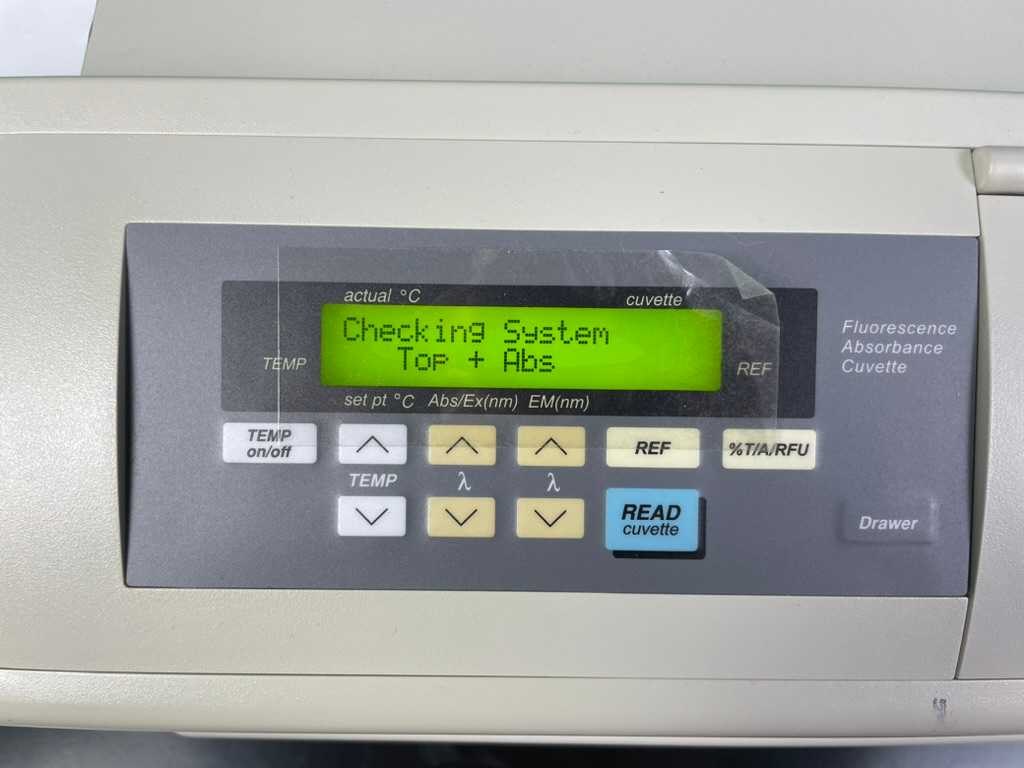 actual °C cuvette
Checking System
Top + Abs
TEMP REF
set pt °C Abs/Ex(nm) EM(nm)
Fluorescence
Absorbance
Cuvette
TEMP
on/off
REF %T/A/RFU
TEMP λ λ
READ
cuvette
Drawer